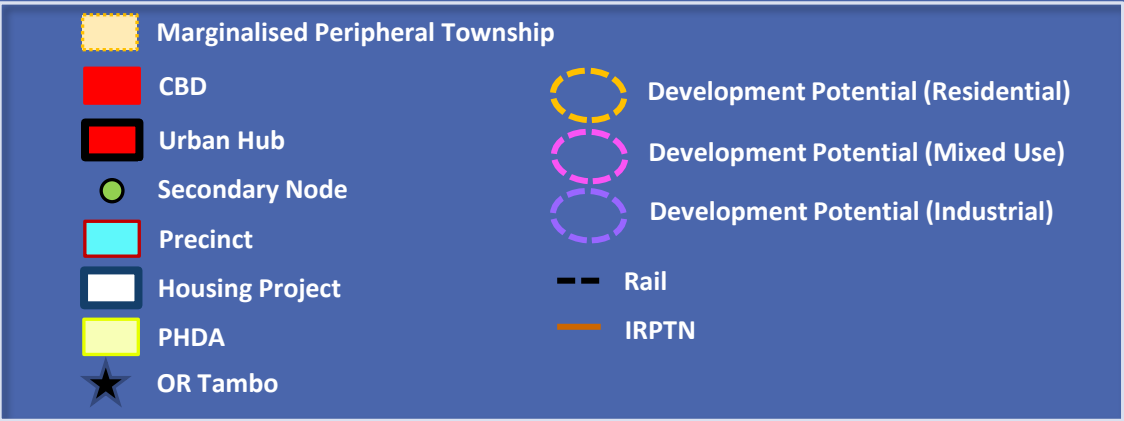 Marginalised Peripheral Township
CBD
Urban Hub
Secondary Node
Precinct
Housing Project
PHDA
OR Tambo
Development Potential (Residential)
Development Potential (Mixed Use)
Development Potential (Industrial)
Rail
IRPTN